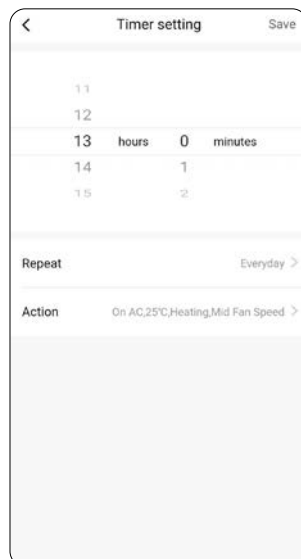 Timer setting Save
11
12
13 hours 0 minutes
14 1
15 2
Repeat Everyday
Action On AC,25℃,Heating,Mid Fan Speed